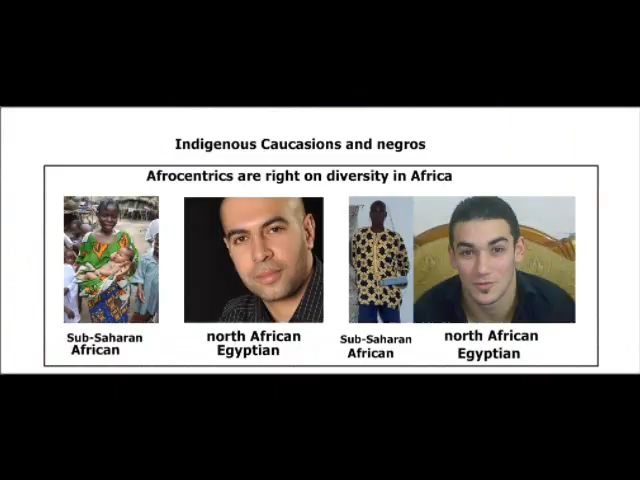 Indigenous Caucasions and negros
Afrocentrics are right on diversity in Africa
Sub-Saharan
African
north African
Egyptian
Sub-Saharan
African
north African
Egyptian